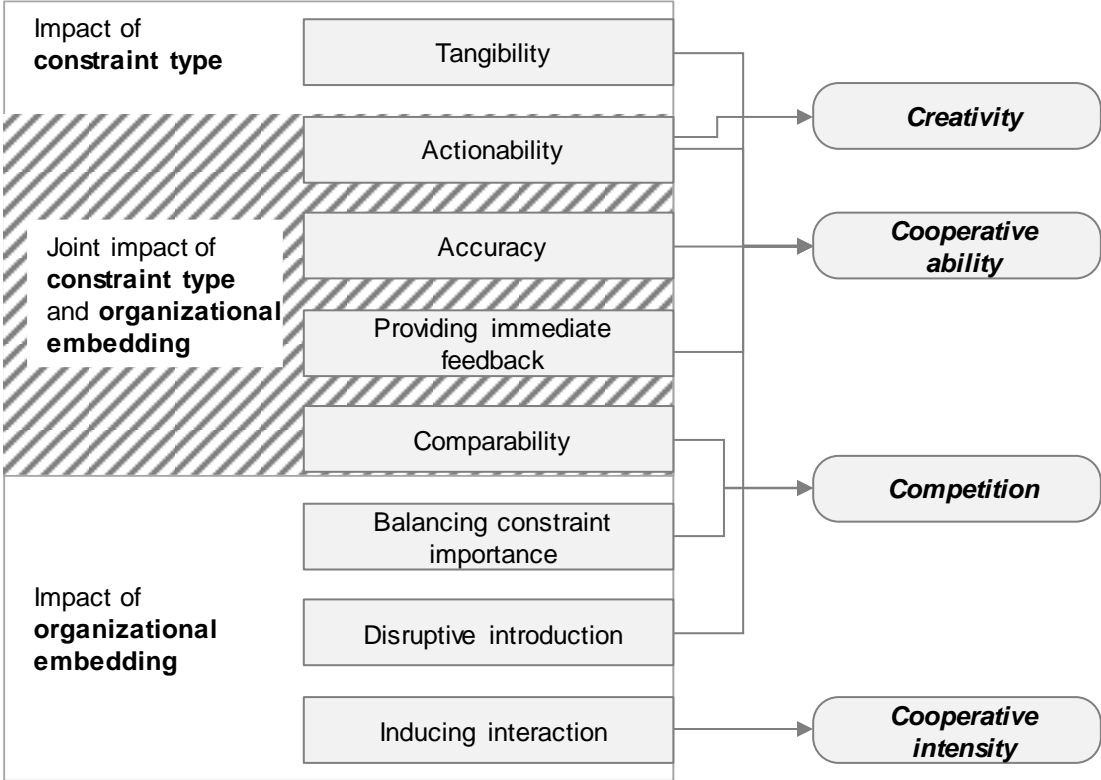 Impact of
constraint type
Tangibility
Actionability
Joint impact of
constraint type
and organizational
embedding
Accuracy
Providing immediate
feedback
Comparability
Balancing constraint
importance
Impact of
organizational
embedding
Disruptive introduction
Inducing interaction
Creativity
Cooperative
ability
Competition
Cooperative
intensity